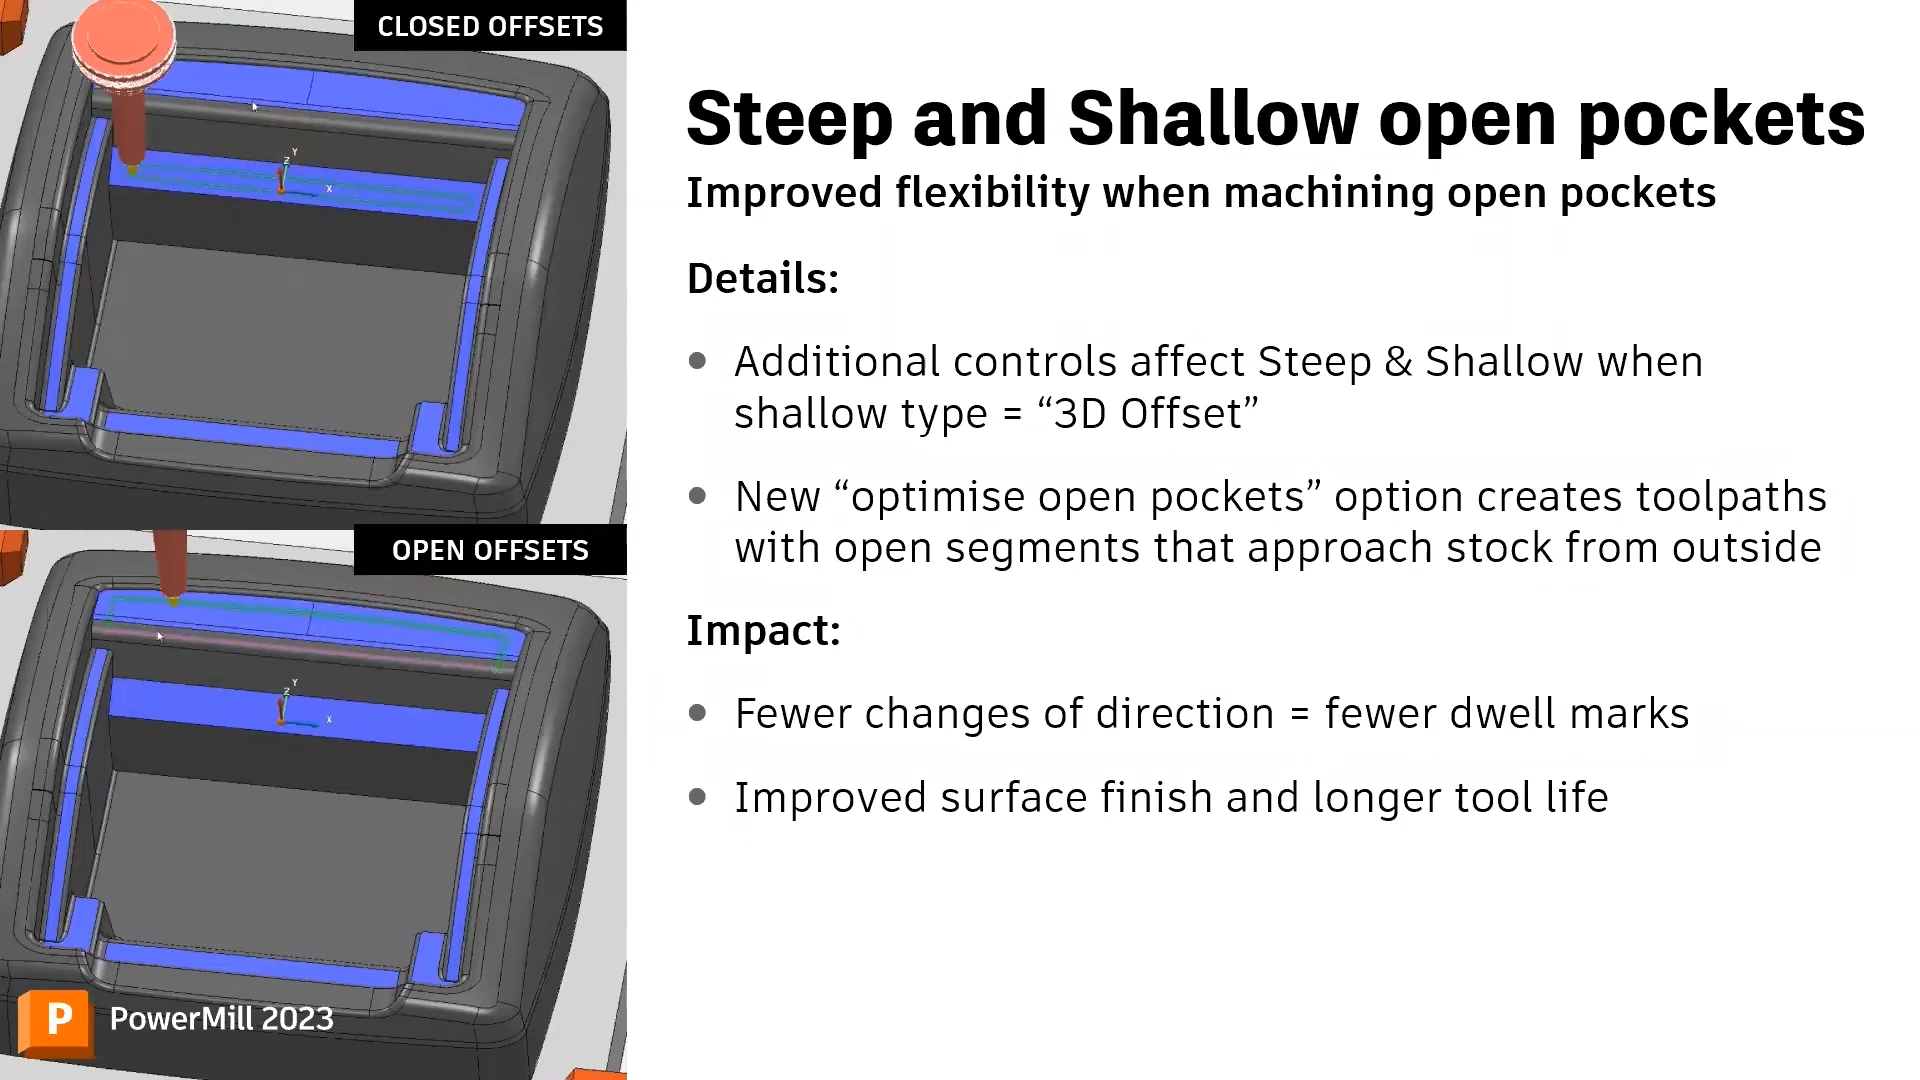 CLOSED OFFSETS
Y
Z
X
OPEN OFFSETS
Y
Z
X
P
PowerMill 2023
Steep and Shallow open pockets
Improved flexibility when machining open pockets
Details:
• Additional controls affect Steep & Shallow when
shallow type = “3D Offset”
• New “optimise open pockets” option creates toolpaths
with open segments that approach stock from outside
Impact:
• Fewer changes of direction = fewer dwell marks
• Improved surface finish and longer tool life